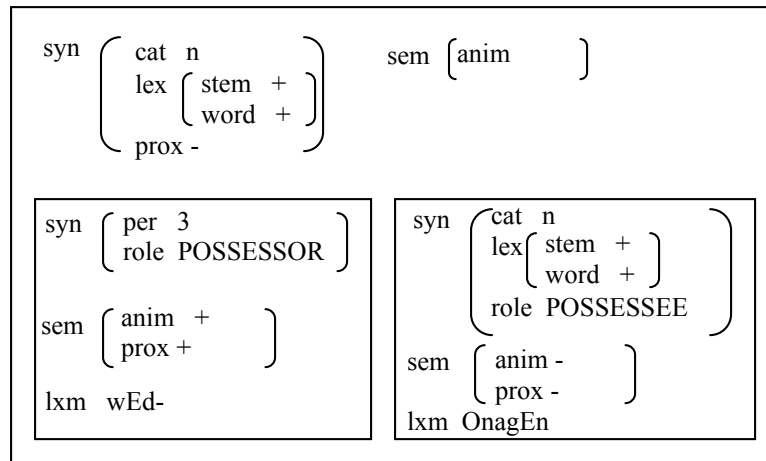 syn cat n
lex stem +
word +
prox -
sem anim
syn per 3
role POSSESSOR
sem anim +
prox +
lxm wEd-
syn cat n
lex stem +
word +
role POSSESSEE
sem anim -
prox -
lxm OnagEn